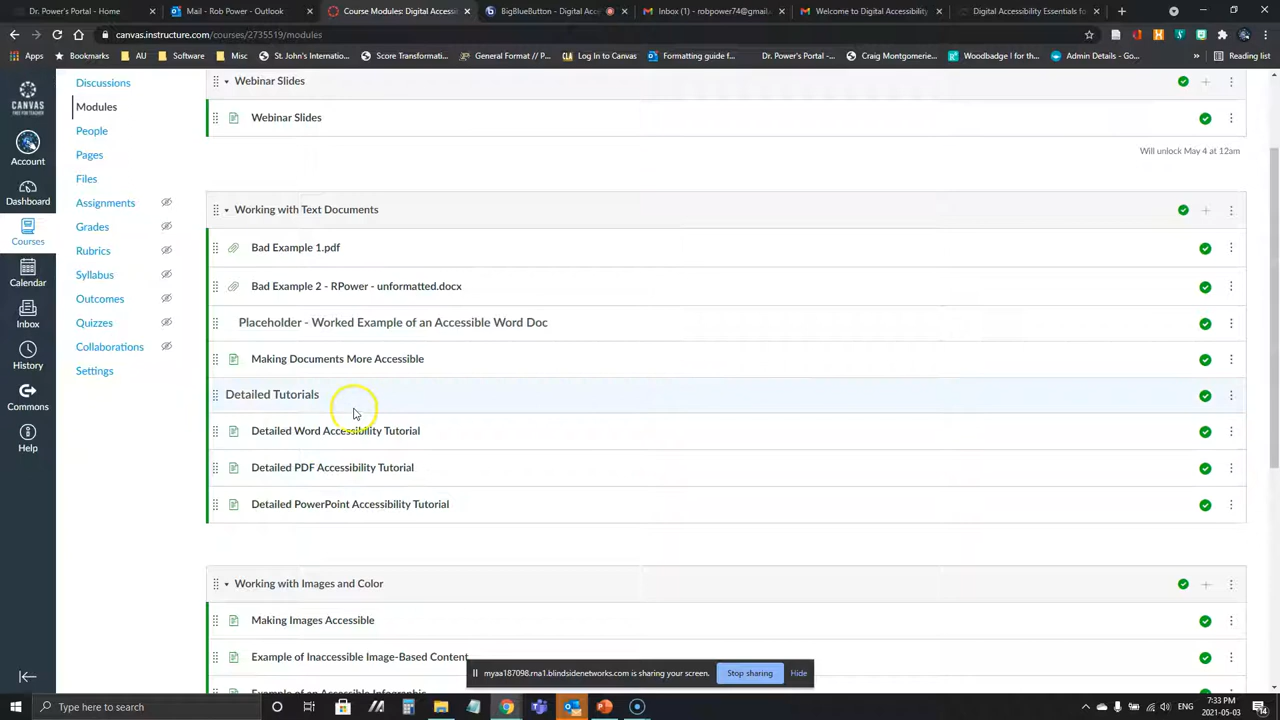 Dr. Power's Portal - Home
Mail - Rob Power - Outlook
Course Modules: Digital Accessi
BigBlueButton - Digital Acce
Inbox (1) - robpower74@gmail.
Welcome to Digital Accessibility
Digital Accessibility Essentials fo
canvas.instructure.com/courses/2735519/modules
Apps
Bookmarks
AU
Software
Misc
St. John's Internatio...
Score Transformat...
General Format // P...
Log In to Canvas
Formatting guide f...
Dr. Power's Portal -...
Craig Montgomerie...
Woodbadge | for th...
Admin Details - Go...
Reading list
CANVAS
Account
Dashboard
Courses
Calendar
Inbox
History
Commons
Help
Discussions
Modules
People
Pages
Files
Assignments
Grades
Rubrics
Syllabus
Outcomes
Quizzes
Collaborations
Settings
Webinar Slides
Webinar Slides
Will unlock May 4 at 12am
Working with Text Documents
Bad Example 1.pdf
Bad Example 2 - RPower - unformatted.docx
Placeholder - Worked Example of an Accessible Word Doc
Making Documents More Accessible
Detailed Tutorials
Detailed Word Accessibility Tutorial
Detailed PDF Accessibility Tutorial
Detailed PowerPoint Accessibility Tutorial
Working with Images and Color
Making Images Accessible
Example of Inaccessible Image-Based Content
Example of an Accessible Infographic
myaa187098.rna1.blindsidenetworks.com is sharing your screen.
Stop sharing
Hide
Type here to search
ENG
7:33 PM
2021-05-03